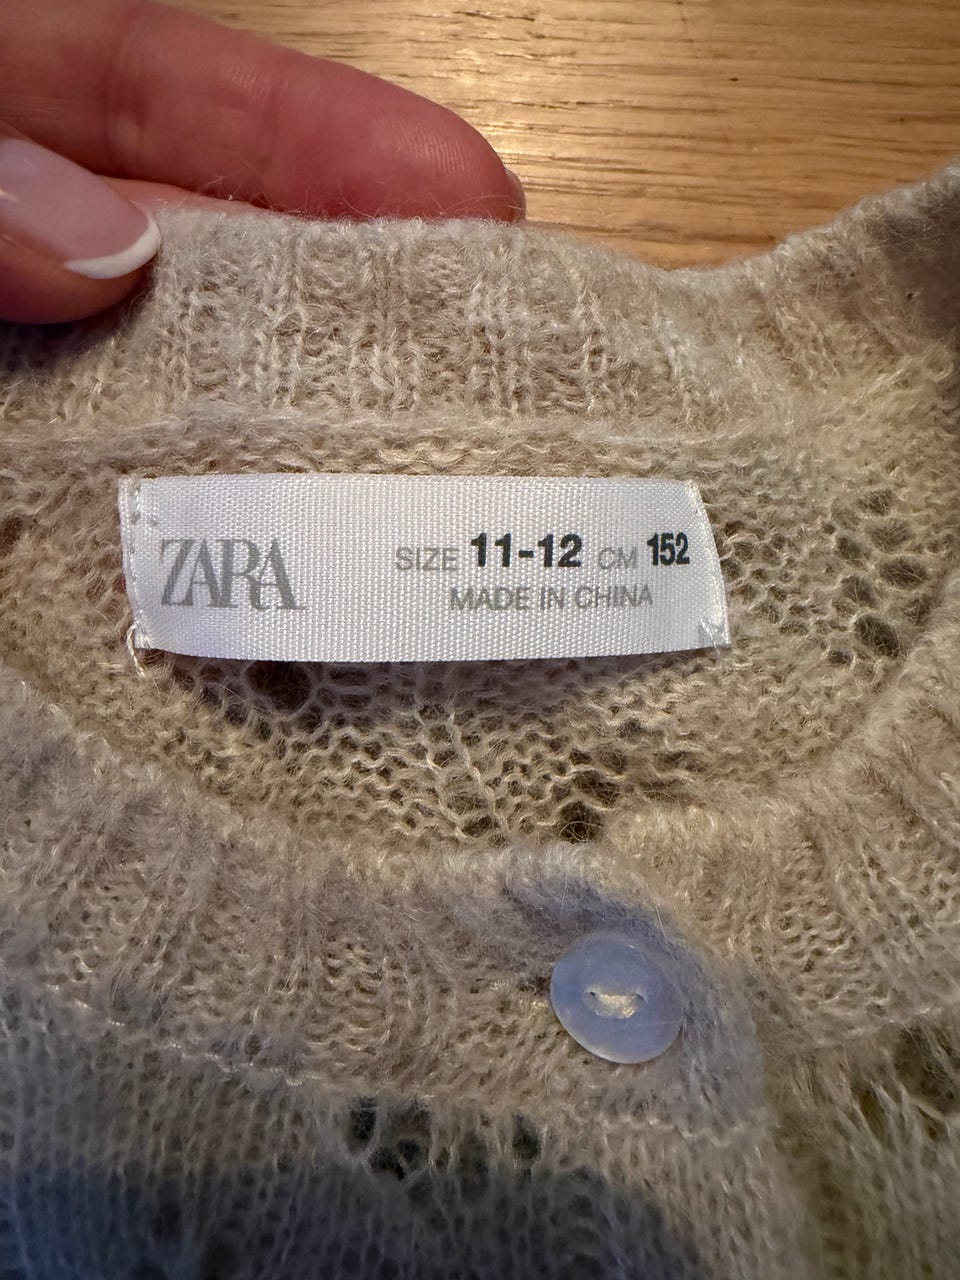 ZARA
SIZE 11-12 CM 152
MADE IN CHINA